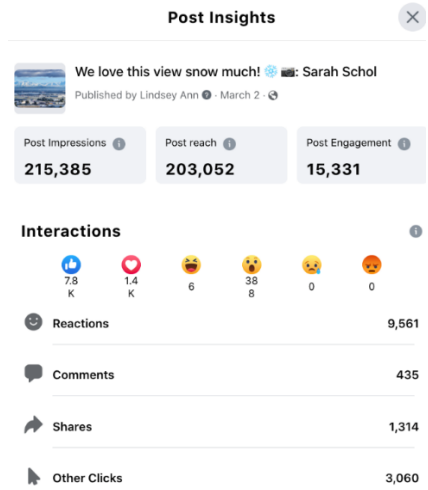 Post Insights
We love this view snow much! ❄️ 📷: Sarah Schol
Published by Lindsey Ann · March 2 ·
Post Impressions
Post reach
Post Engagement
215,385
203,052
15,331
Interactions
7.8
K
1.4
K
6
38
8
0
0
Reactions
9,561
Comments
435
Shares
1,314
Other Clicks
3,060